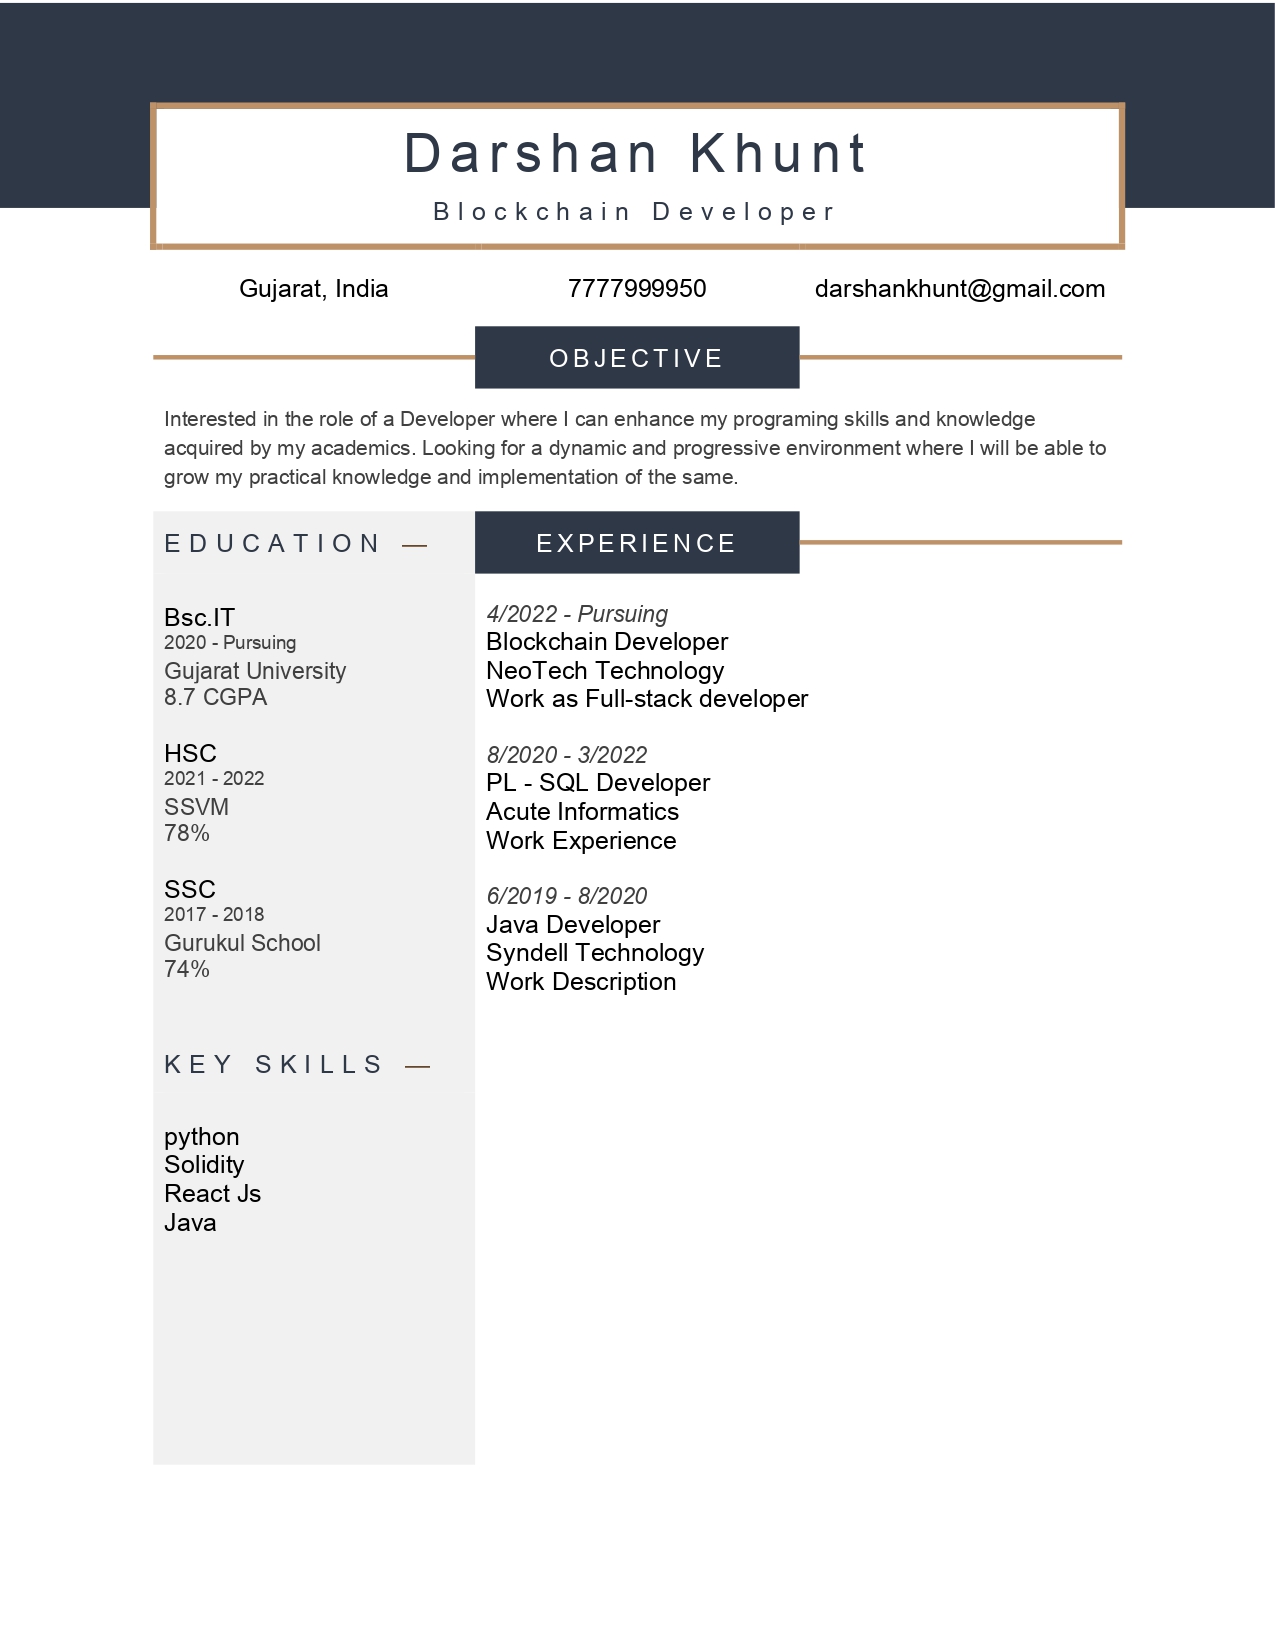 Darshan Khunt
Blockchain Developer
Gujarat, India
7777999950
darshankhunt@gmail.com
OBJECTIVE
Interested in the role of a Developer where I can enhance my programing skills and knowledge
acquired by my academics. Looking for a dynamic and progressive environment where I will be able to
grow my practical knowledge and implementation of the same.
EDUCATION —
Bsc.IT
2020 - Pursuing
Gujarat University
8.7 CGPA
HSC
2021 - 2022
SSVM
78%
SSC
2017 - 2018
Gurukul School
74%
KEY SKILLS —
python
Solidity
React Js
Java
EXPERIENCE
4/2022 - Pursuing
Blockchain Developer
NeoTech Technology
Work as Full-stack developer
8/2020 - 3/2022
PL - SQL Developer
Acute Informatics
Work Experience
6/2019 - 8/2020
Java Developer
Syndell Technology
Work Description